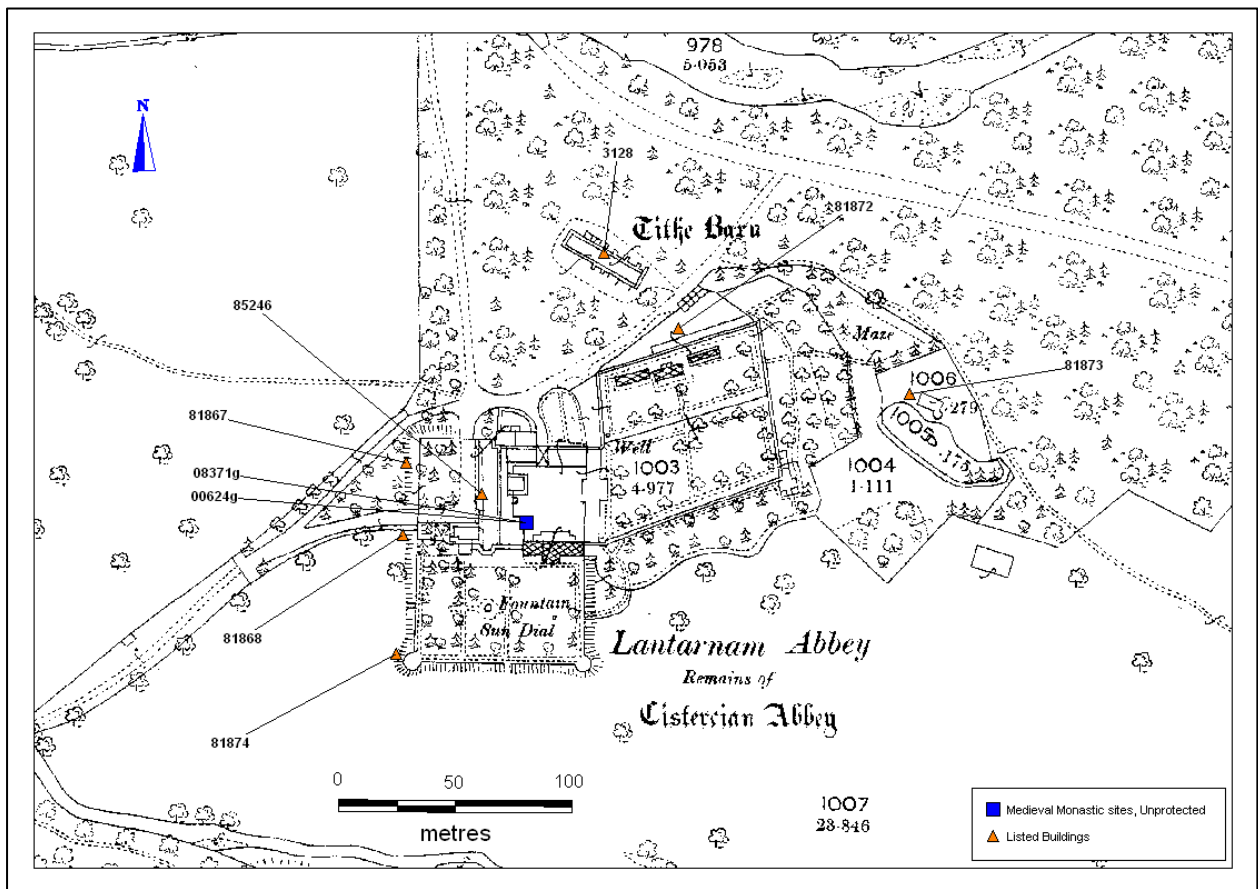 978
5·053
N
3128
81872
Tithe Barn
85246
Maze
1006
·279
81873
81867
1005
·175
Well
08371g
1003
4·977
1004
1·111
00624g
Fountain
Sun Dial
81868
Lantarnam Abbey
Remains of
Cistercian Abbey
81874
0 50 100
metres
1007
23·846
Medieval Monastic sites, Unprotected
Listed Buildings